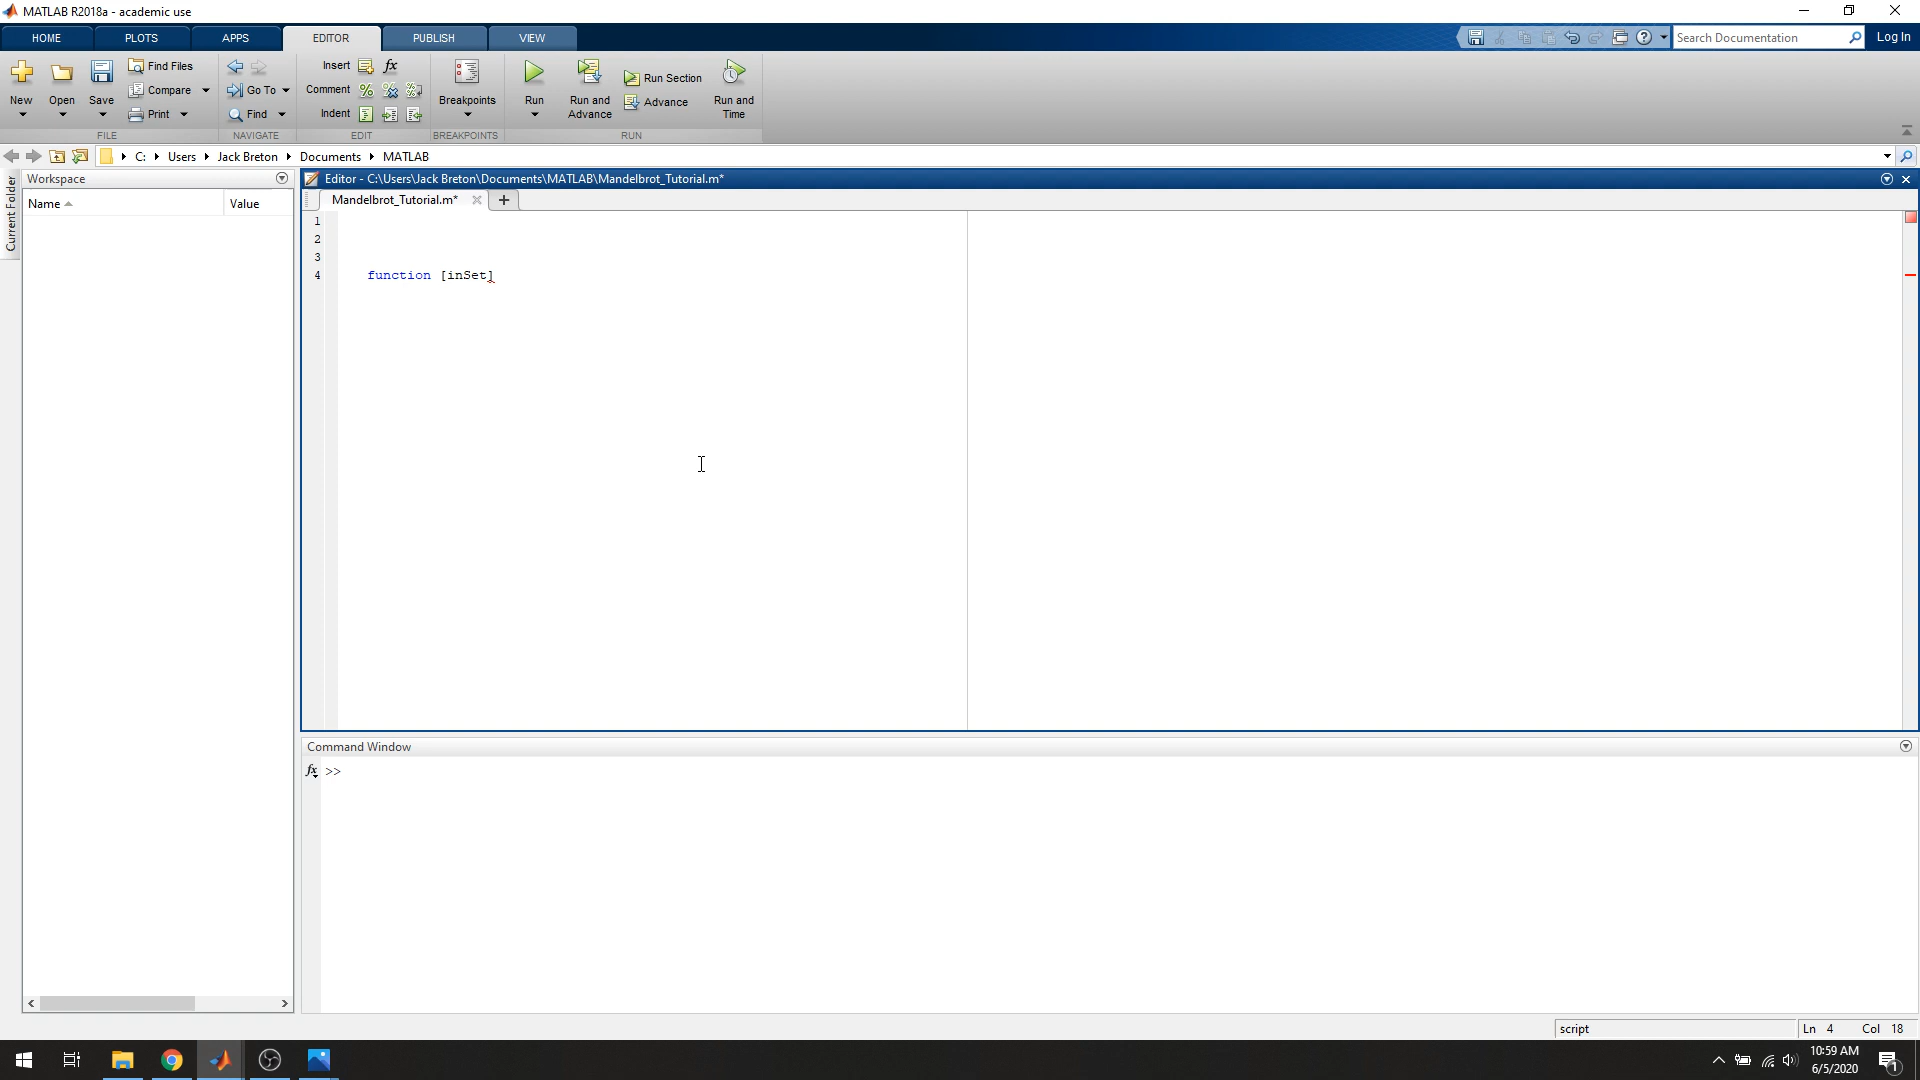 MATLAB R2018a - academic use
HOME PLOTS APPS EDITOR PUBLISH VIEW
Search Documentation
Log In
New
Open
Save
Find Files
Compare
Print
FILE
Go To
Find
NAVIGATE
Insert fx
Comment % %
Indent
EDIT
Breakpoints
BREAKPOINTS
Run
Run and Advance
Run Section
Advance
Run and Time
RUN
C: Users Jack Breton Documents MATLAB
Current Folder
Workspace
Name Value
Editor - C:\Users\Jack Breton\Documents\MATLAB\Mandelbrot_Tutorial.m*
Mandelbrot_Tutorial.m*
1
2
3
4 function [inSet]
Command Window
fx >>
script
Ln 4 Col 18
10:59 AM
6/5/2020
1